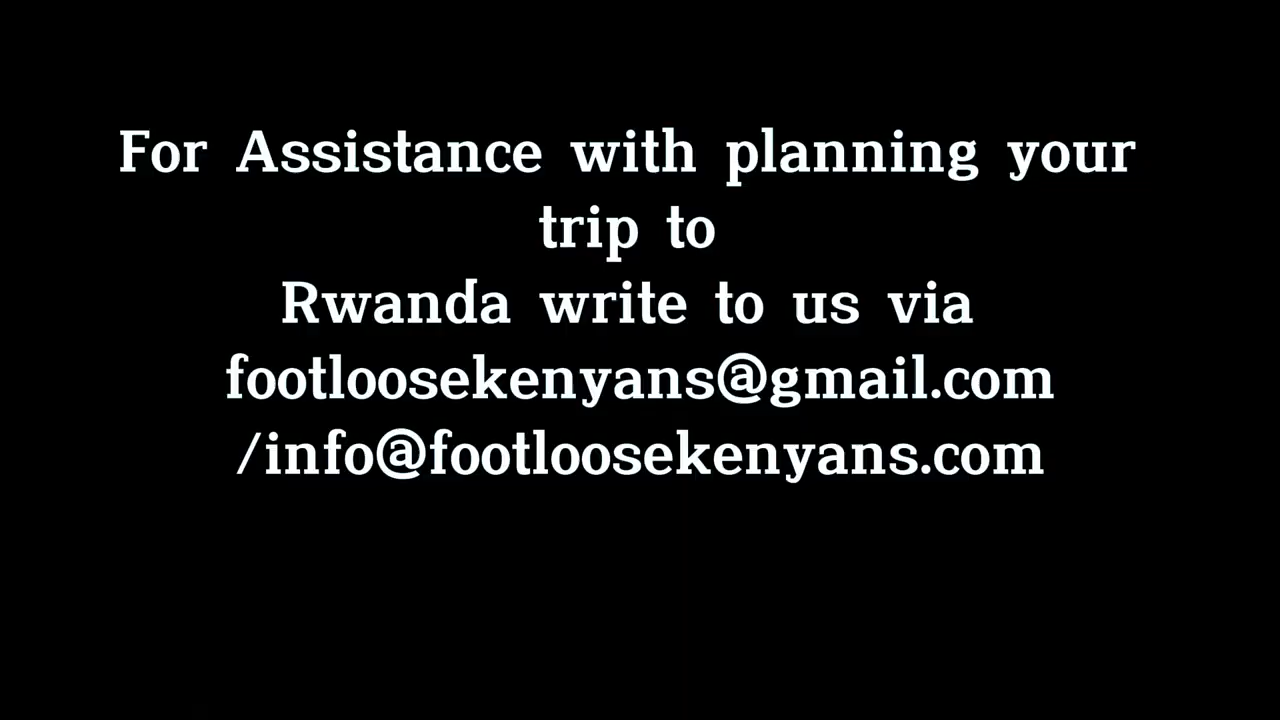 For Assistance with planning your
trip to
Rwanda write to us via
footloosekenyans@gmail.com
/info@footloosekenyans.com